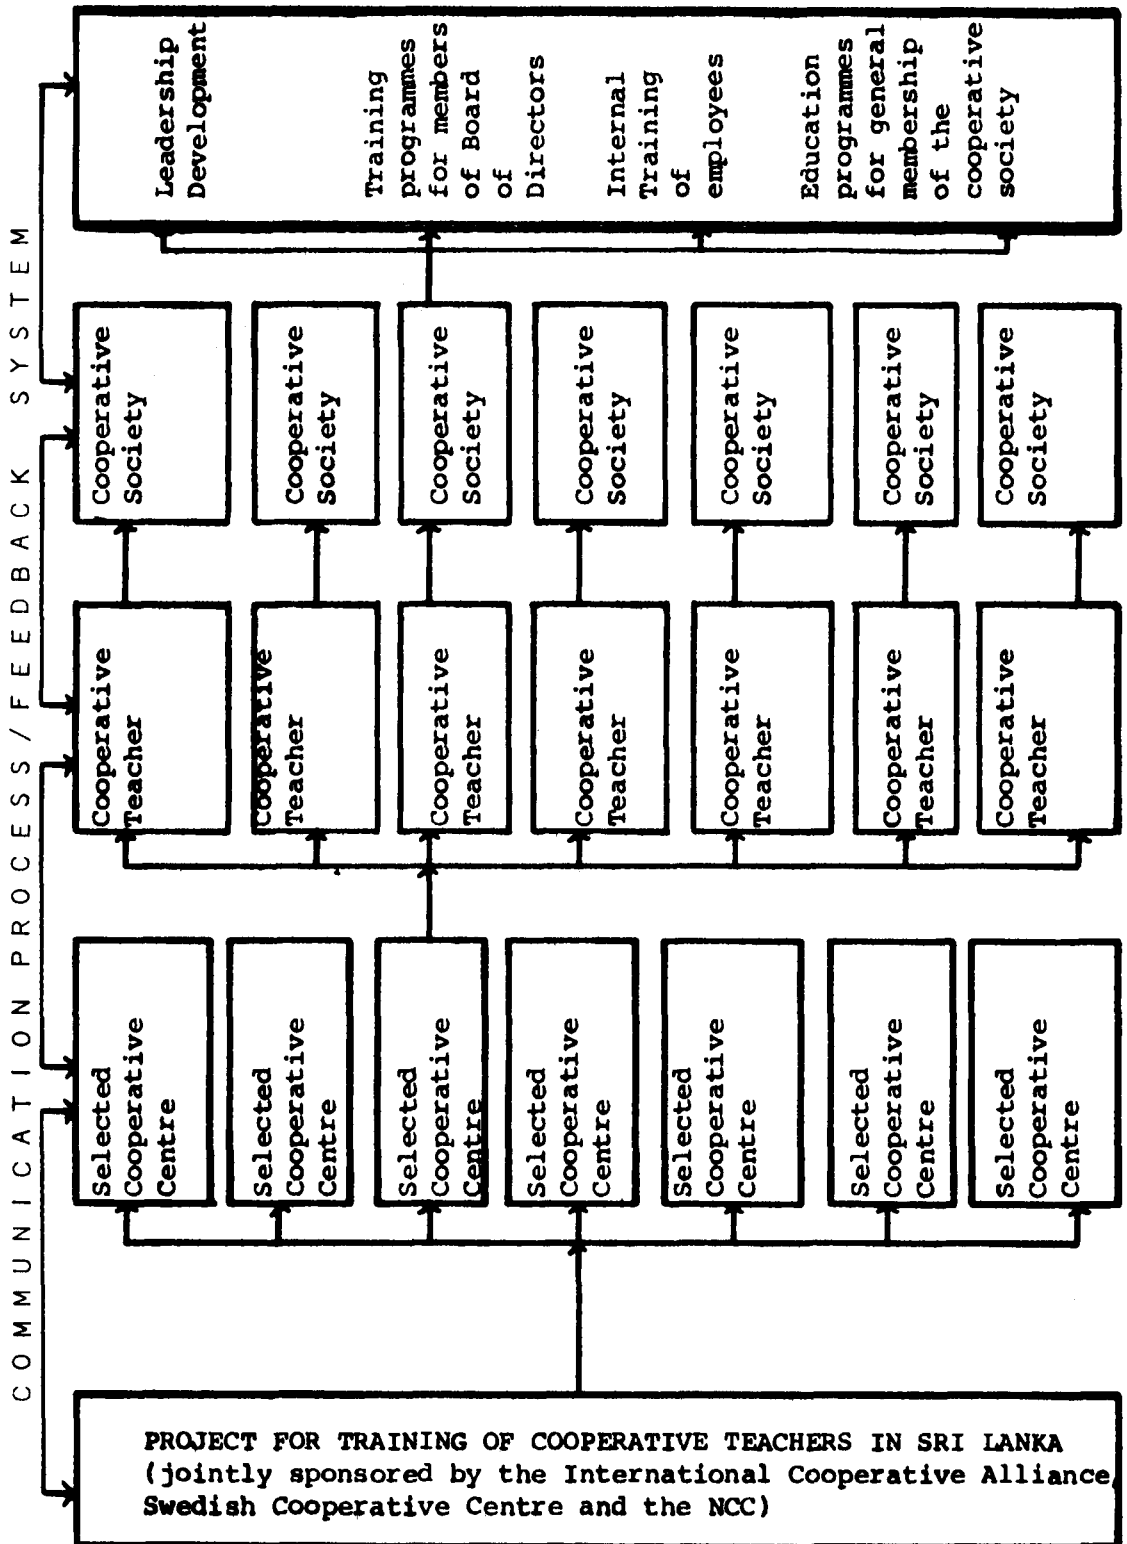 COMMUNICATION PROCESS / FEEDBACK SYSTEM
Leadership
Development
Training
programmes
for members
of Board
of
Directors
Internal
Training
of
employees
Education
programmes
for general
membership
of the
cooperative
society
Cooperative
Society
Cooperative
Society
Cooperative
Society
Cooperative
Society
Cooperative
Society
Cooperative
Society
Cooperative
Society
Cooperative
Teacher
Cooperative
Teacher
Cooperative
Teacher
Cooperative
Teacher
Cooperative
Teacher
Cooperative
Teacher
Cooperative
Teacher
Selected
Cooperative
Centre
Selected
Cooperative
Centre
Selected
Cooperative
Centre
Selected
Cooperative
Centre
Selected
Cooperative
Centre
Selected
Cooperative
Centre
Selected
Cooperative
Centre
PROJECT FOR TRAINING OF COOPERATIVE TEACHERS IN SRI LANKA
(jointly sponsored by the International Cooperative Alliance,
Swedish Cooperative Centre and the NCC)